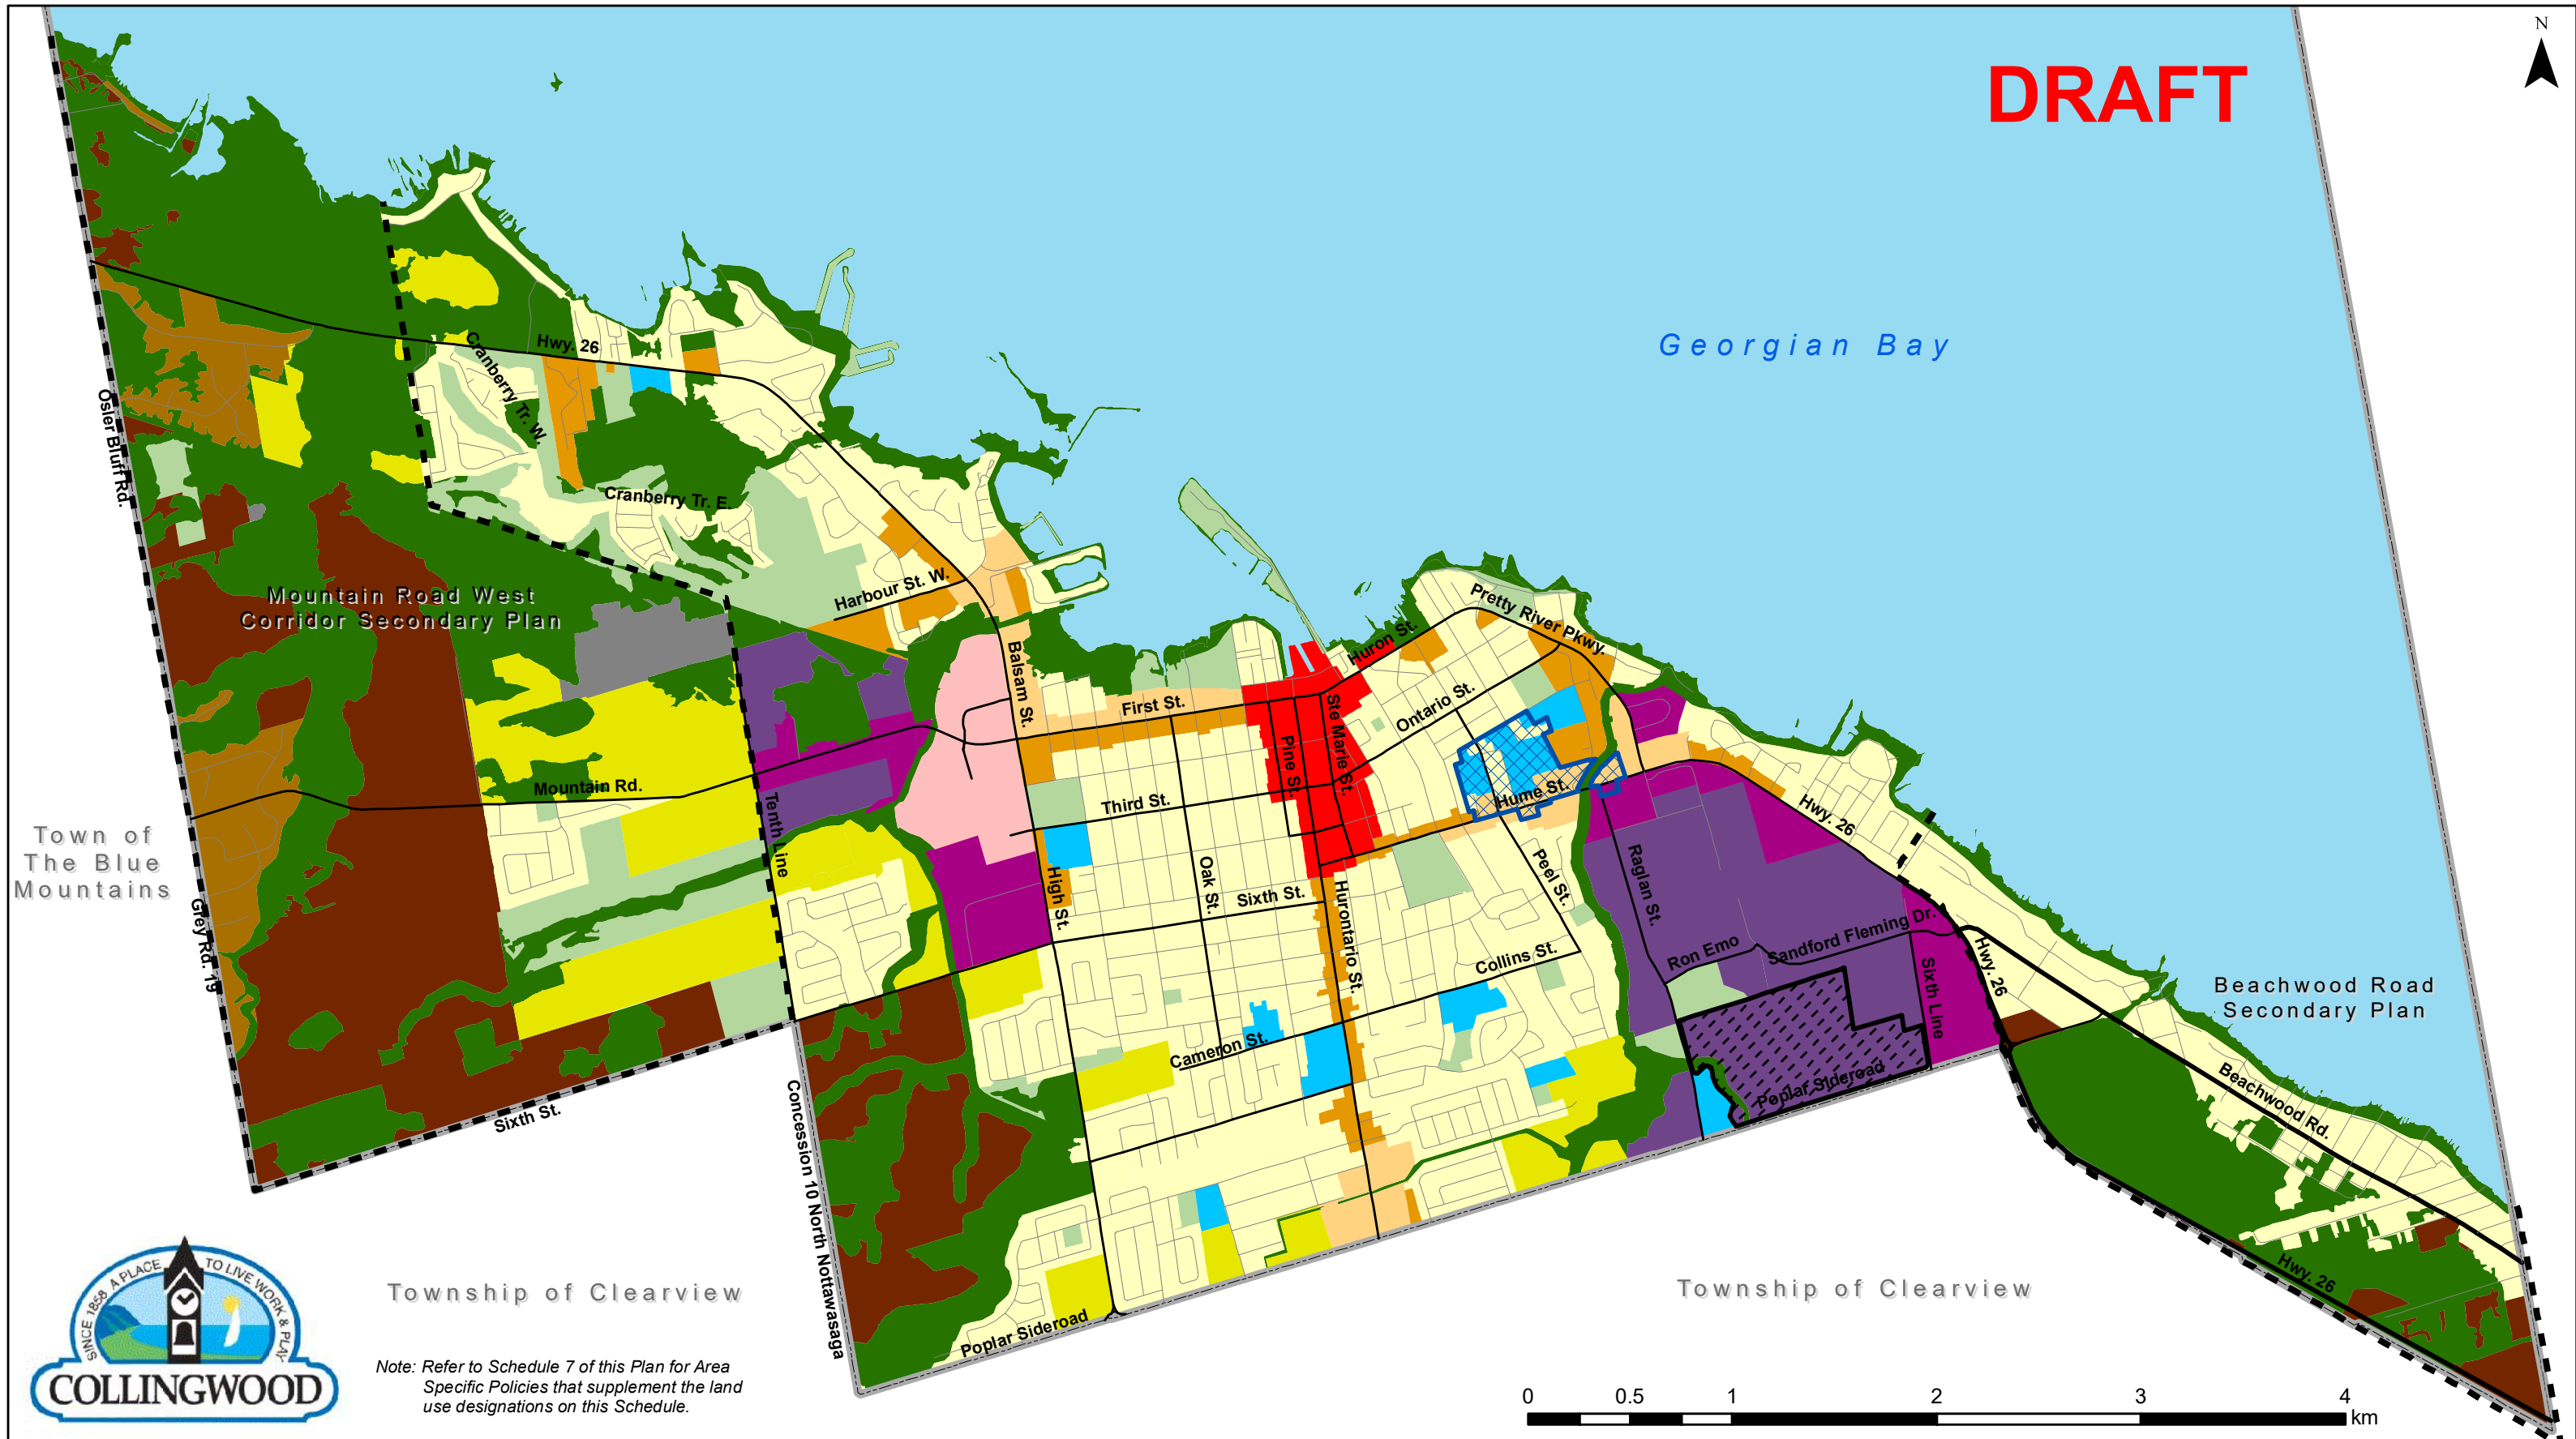 N
DRAFT
Georgian Bay
Hwy. 26
Cranberry Tr. W.
Osler Bluff Rd.
Cranberry Tr. E.
Mountain Road West
Corridor Secondary Plan
Harbour St. W.
Balsam St.
First St.
Huron St.
Pretty River Pkwy.
Ontario St.
Ste Marie St.
Pine St.
Mountain Rd.
Tenth Line
Third St.
Hume St.
Hwy. 26
Town of
The Blue
Mountains
Grey Rd. 19
High St.
Oak St.
Sixth St.
Hurontario St.
Peel St.
Raglan St.
Collins St.
Ron Emo
Sandford Fleming Dr.
Sixth Line
Hwy. 26
Beachwood Road
Secondary Plan
Cameron St.
Poplar Sideroad
Beachwood Rd.
Sixth St.
Concession 10 North Nottawasaga
Hwy. 26
Township of Clearview
Township of Clearview
Poplar Sideroad
SINCE 1858 A PLACE TO LIVE WORK & PLAY
COLLINGWOOD
Note: Refer to Schedule 7 of this Plan for Area
Specific Policies that supplement the land
use designations on this Schedule.
0 0.5 1 2 3 4
km